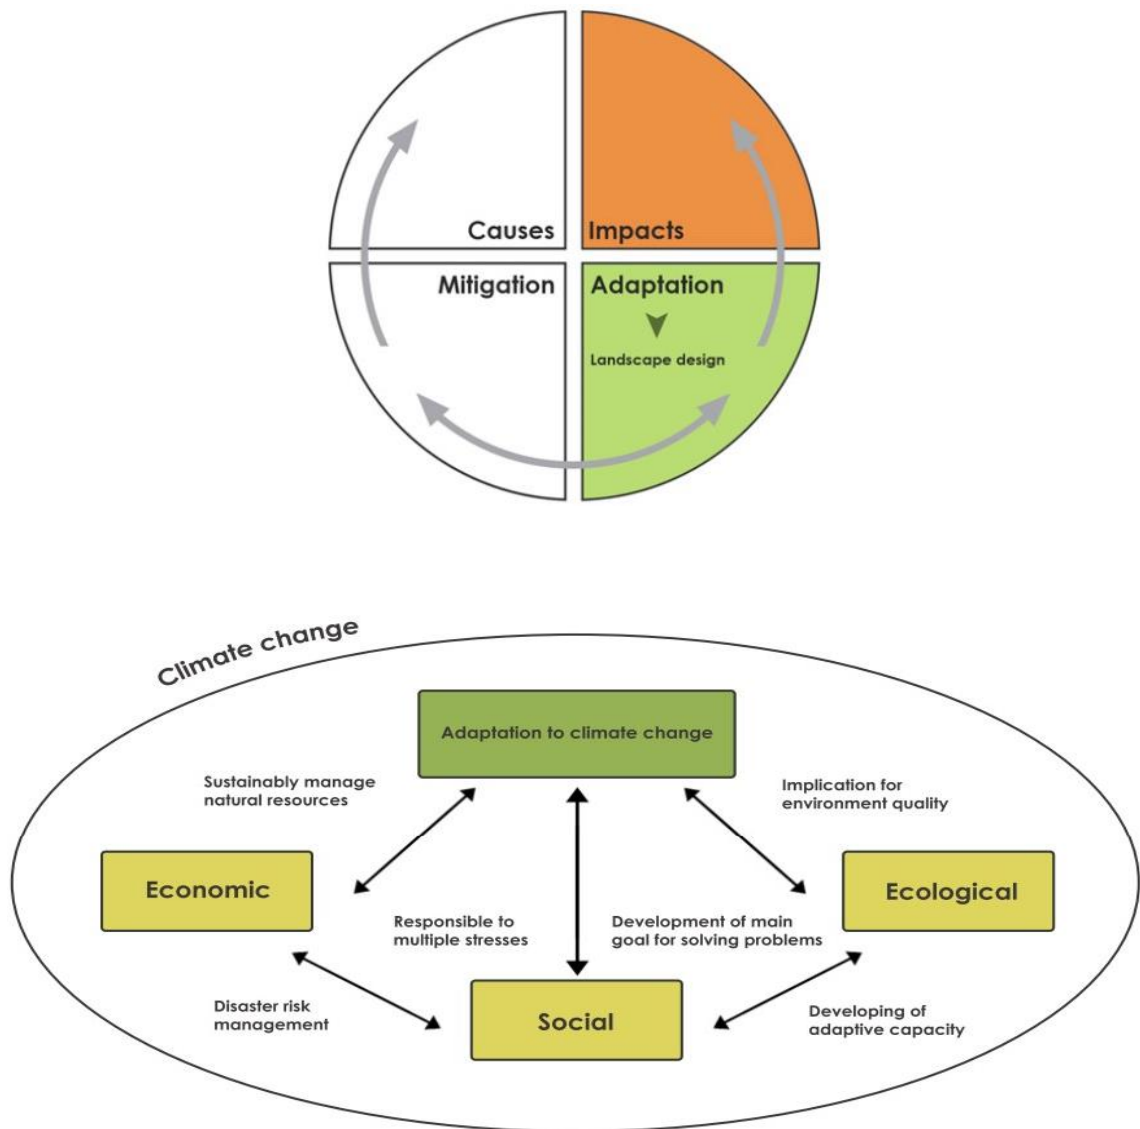 Causes
Impacts
Mitigation
Adaptation
Landscape design
Climate change
Adaptation to climate change
Sustainably manage
natural resources
Implication for
environment quality
Economic
Ecological
Responsible to
multiple stresses
Development of main
goal for solving problems
Disaster risk
management
Social
Developing of
adaptive capacity